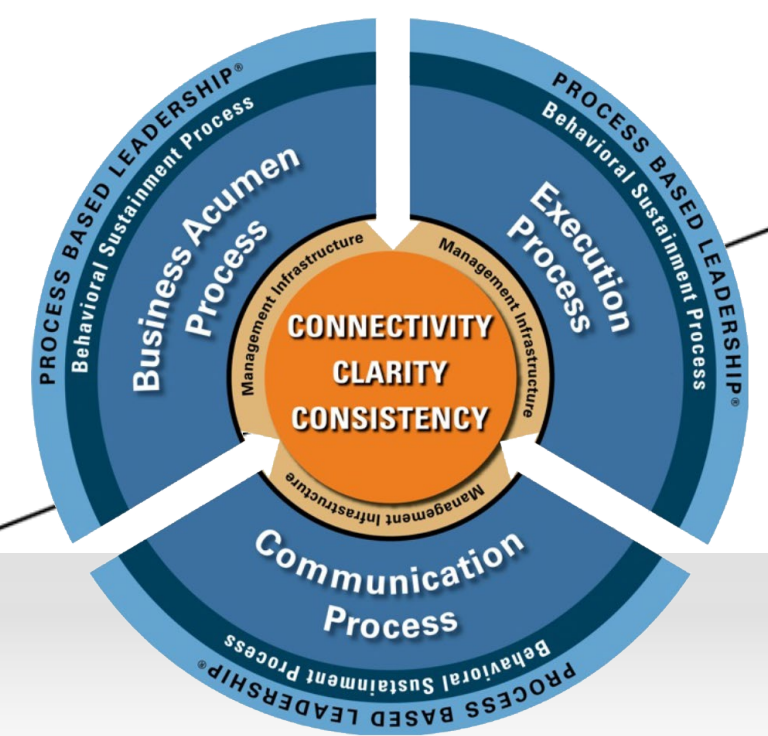 PROCESS BASED LEADERSHIP®
Behavioral Sustainment Process
Business Acumen
Process
Management Infrastructure
PROCESS BASED LEADERSHIP®
Behavioral Sustainment Process
Execution
Process
Management Infrastructure
CONNECTIVITY
CLARITY
CONSISTENCY
Management Infrastructure
Communication
Process
Behavioral Sustainment Process
PROCESS BASED LEADERSHIP®